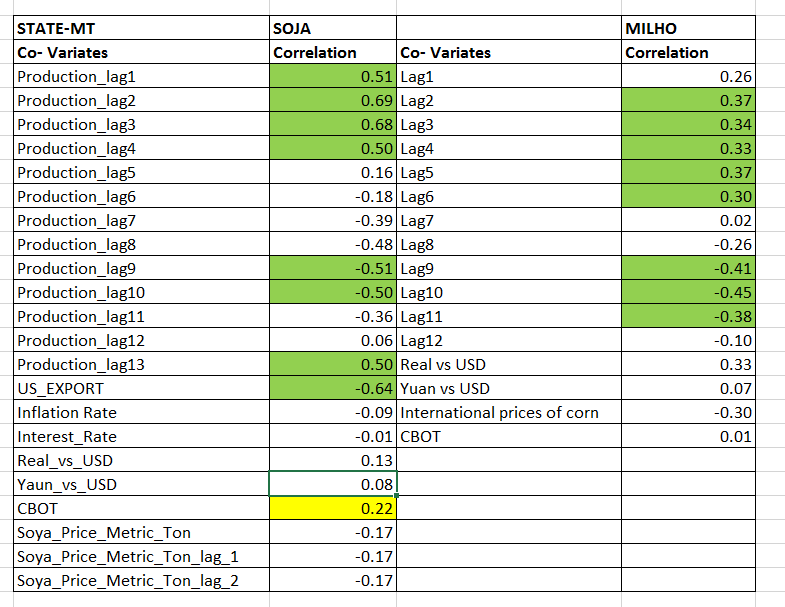 STATE-MT SOJA MILHO
Co- Variates Correlation Co- Variates Correlation
Production_lag1 0.51 Lag1 0.26
Production_lag2 0.69 Lag2 0.37
Production_lag3 0.68 Lag3 0.34
Production_lag4 0.50 Lag4 0.33
Production_lag5 0.16 Lag5 0.37
Production_lag6 -0.18 Lag6 0.30
Production_lag7 -0.39 Lag7 0.02
Production_lag8 -0.48 Lag8 -0.26
Production_lag9 -0.51 Lag9 -0.41
Production_lag10 -0.50 Lag10 -0.45
Production_lag11 -0.36 Lag11 -0.38
Production_lag12 0.06 Lag12 -0.10
Production_lag13 0.50 Real vs USD 0.33
US_EXPORT -0.64 Yuan vs USD 0.07
Inflation Rate -0.09 International prices of corn -0.30
Interest_Rate -0.01 CBOT 0.01
Real_vs_USD 0.13
Yaun_vs_USD 0.08
CBOT 0.22
Soya_Price_Metric_Ton -0.17
Soya_Price_Metric_Ton_lag_1 -0.17
Soya_Price_Metric_Ton_lag_2 -0.17